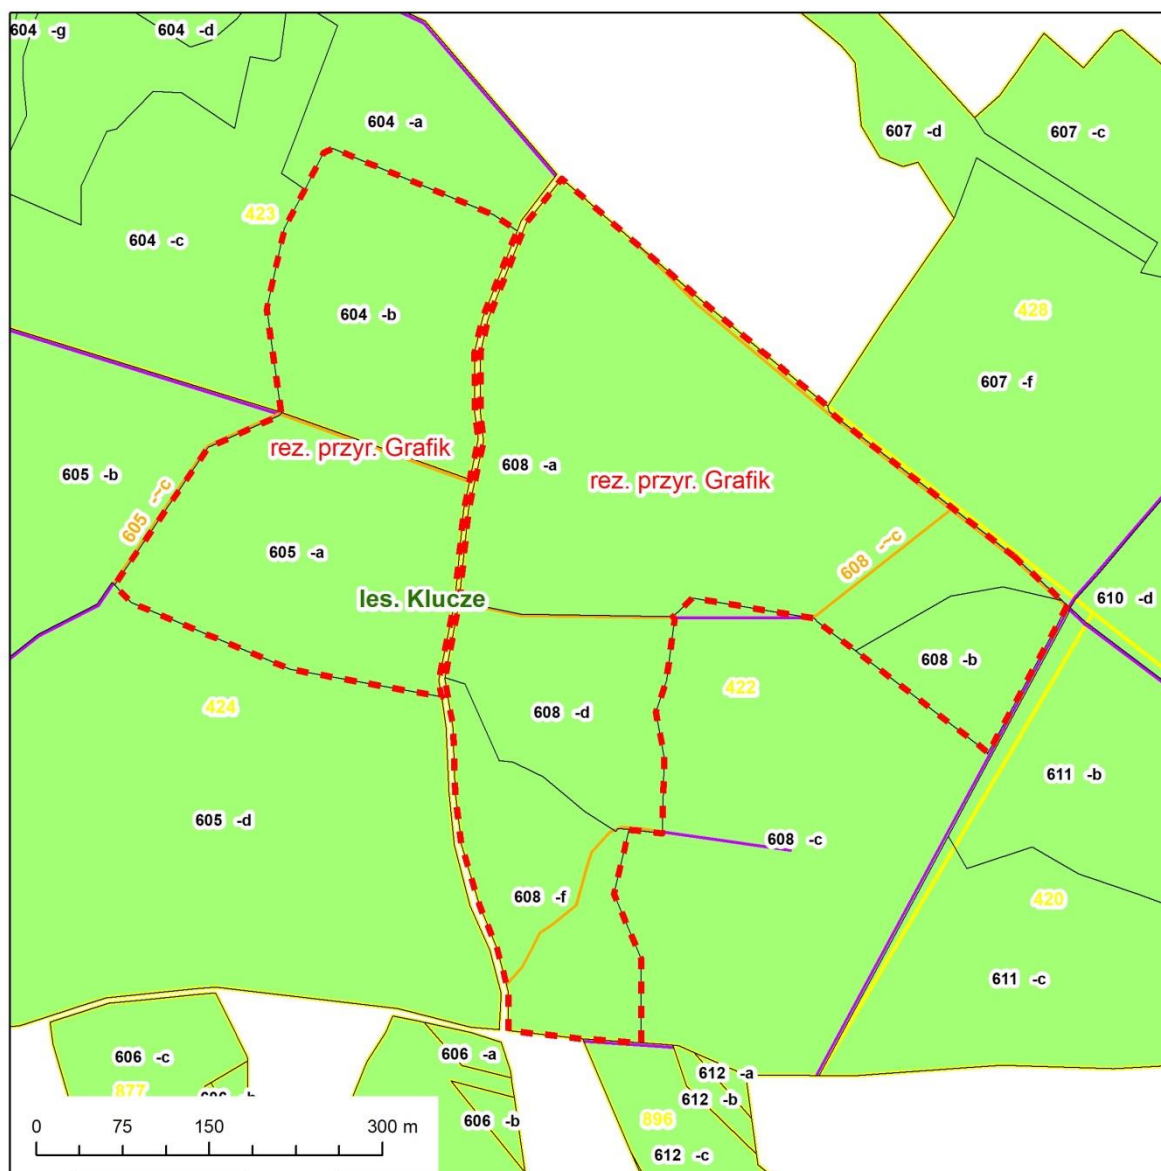 604 -g
604 -d
604 -a
607 -d
607 -c
423
604 -c
604 -b
428
607 -f
rez. przyr. Grafik
608 -a
605 -b
rez. przyr. Grafik
605 -~c
605 -a
608 -~c
les. Klucze
610 -d
608 -b
422
424
608 -d
611 -b
605 -d
608 -c
608 -f
420
611 -c
606 -c
606 -a
612 -a
877
606 -b
612 -b
606 -b
896
612 -c
0 75 150 300 m